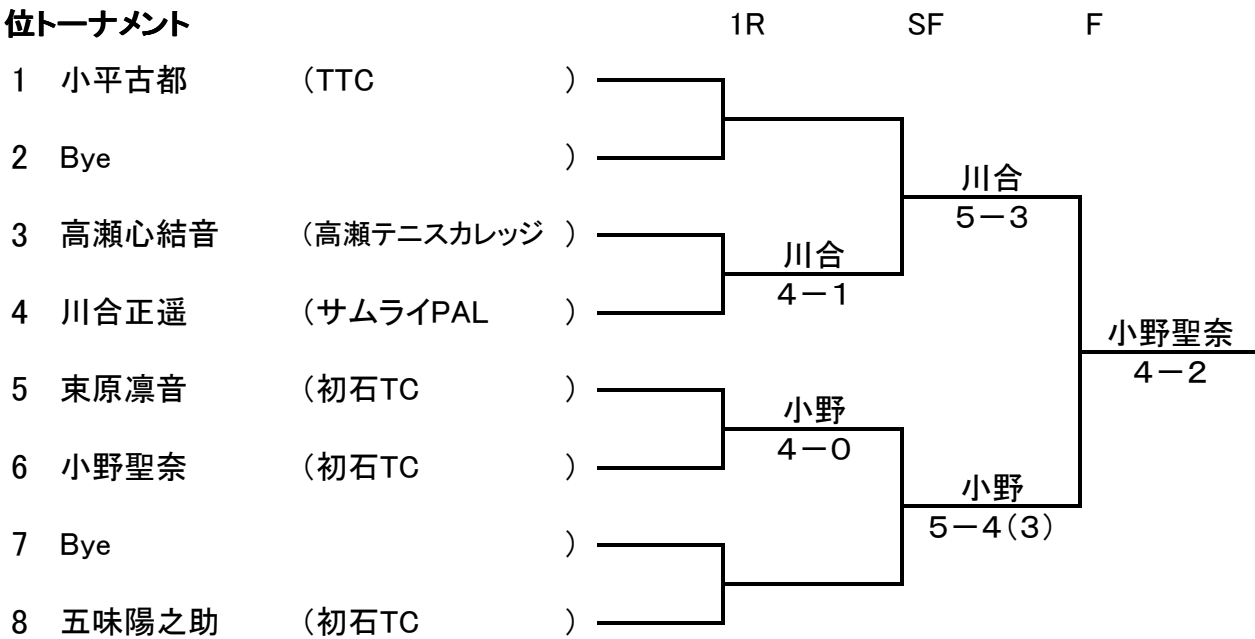 位トーナメント 1R SF F
1 小平古都 (TTC )
2 Bye )
川合
3 高瀬心結音 (高瀬テニスカレッジ ) 5-3
川合
4 川合正遥 (サムライPAL ) 4-1
小野聖奈
5 束原凛音 (初石TC ) 4-2
小野
6 小野聖奈 (初石TC ) 4-0
小野
7 Bye ) 5-4(3)
8 五味陽之助 (初石TC )